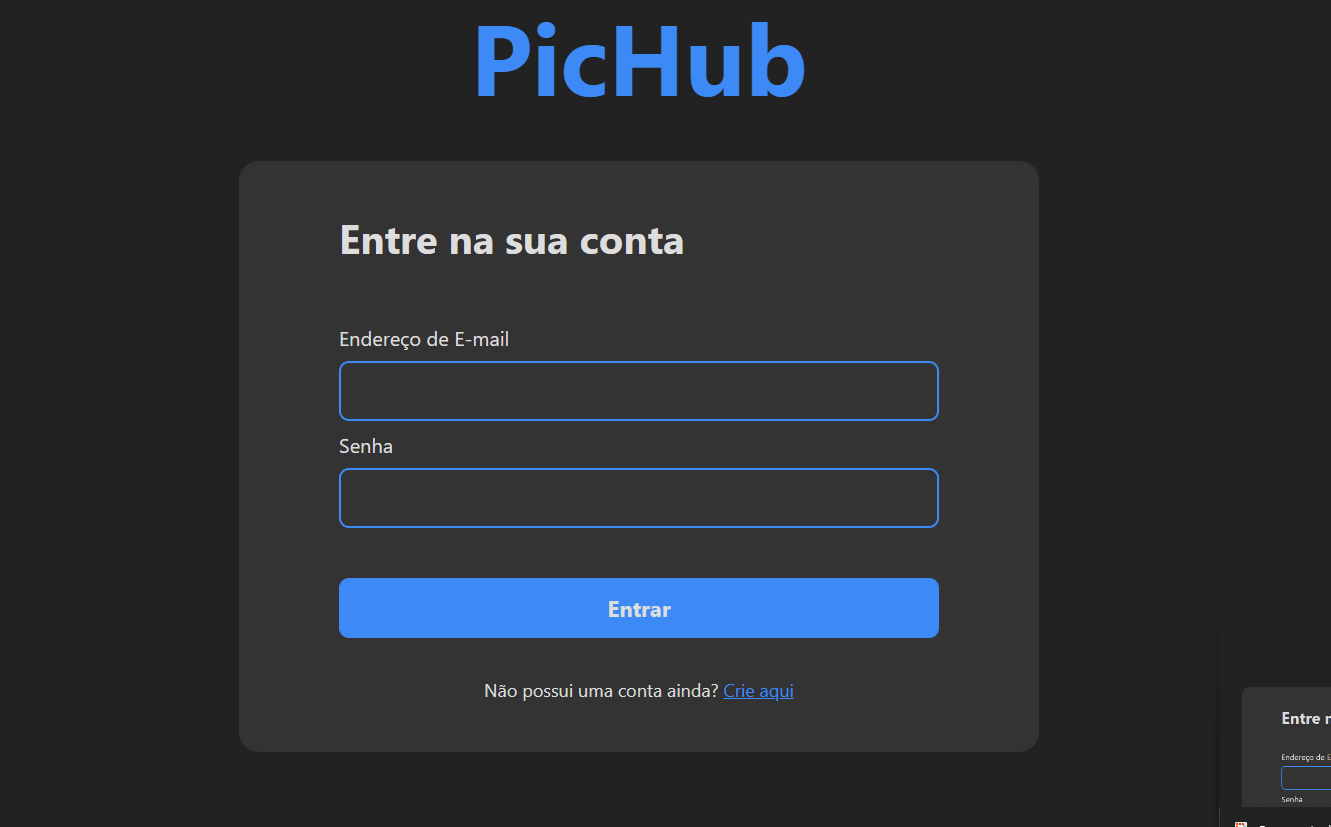 PicHub
Entre na sua conta
Endereço de E-mail
Senha
Entrar
Não possui uma conta ainda? Crie aqui
Entre
Endereço de E
Senha